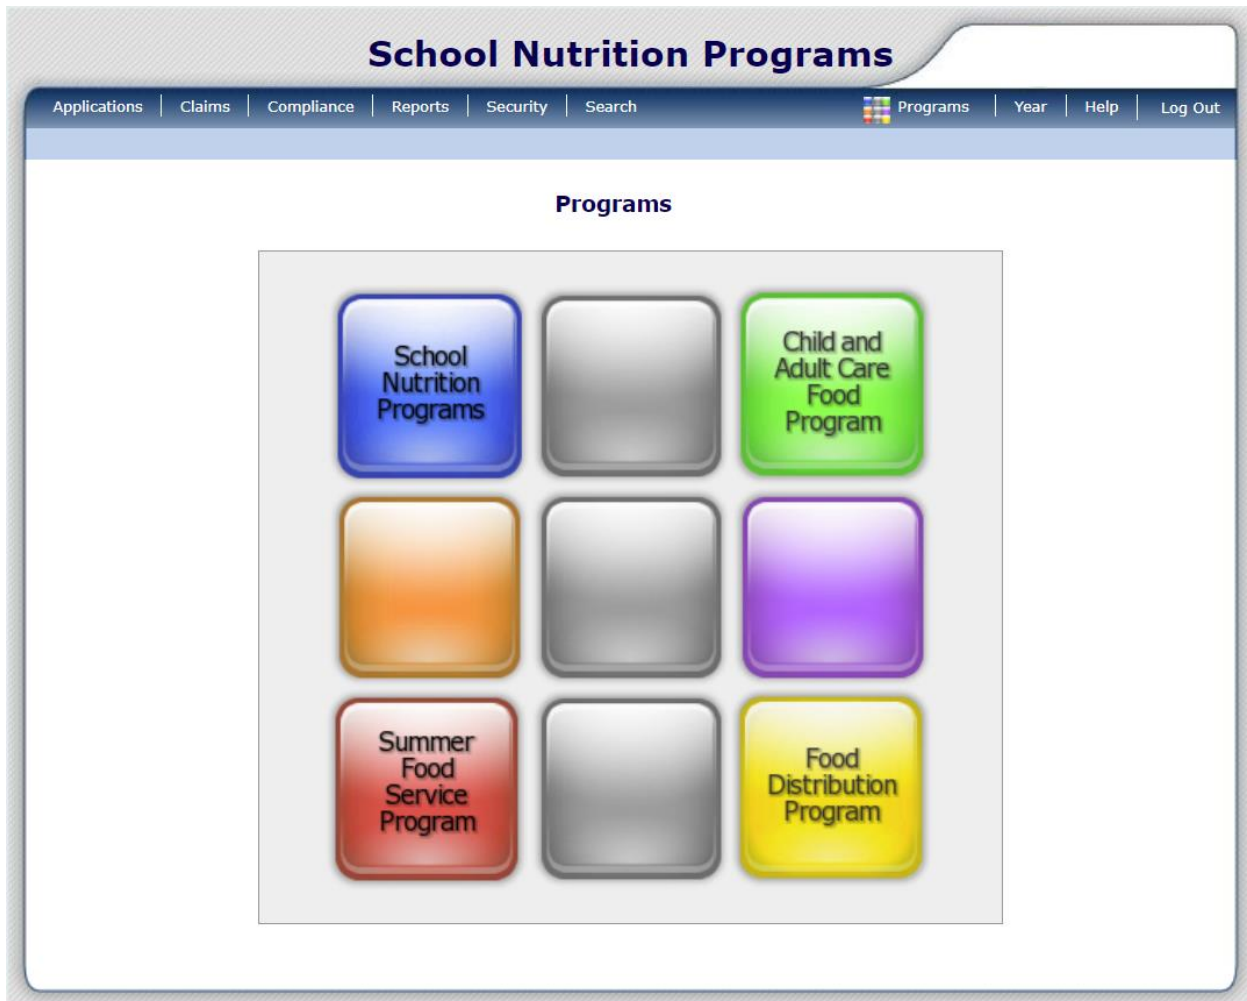 School Nutrition Programs
Applications Claims Compliance Reports Security Search Programs Year Help Log Out
Programs
School
Nutrition
Programs
Child and
Adult Care
Food
Program
Summer
Food
Service
Program
Food
Distribution
Program